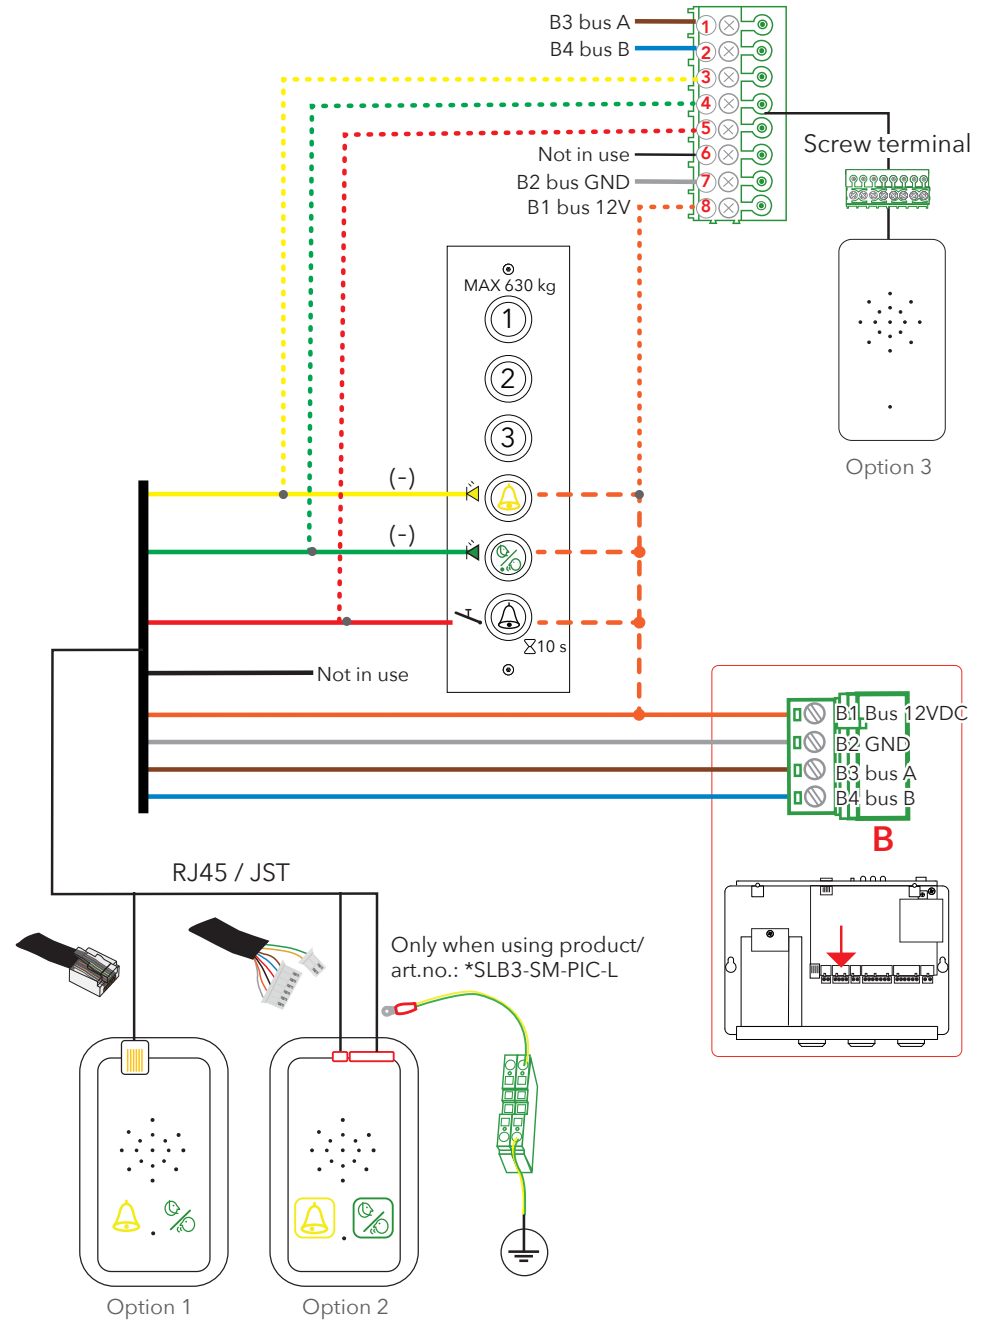 B3 bus A
1
B4 bus B
2
3
4
5
Not in use
6
B2 bus GND
7
B1 bus 12V
8
Screw terminal
MAX 630 kg
1
2
3
Option 3
(-)
(-)
10 s
Not in use
B1 Bus 12VDC
B2 GND
B3 bus A
B4 bus B
B
RJ45 / JST
Only when using product/
art.no.: *SLB3-SM-PIC-L
Option 1
Option 2